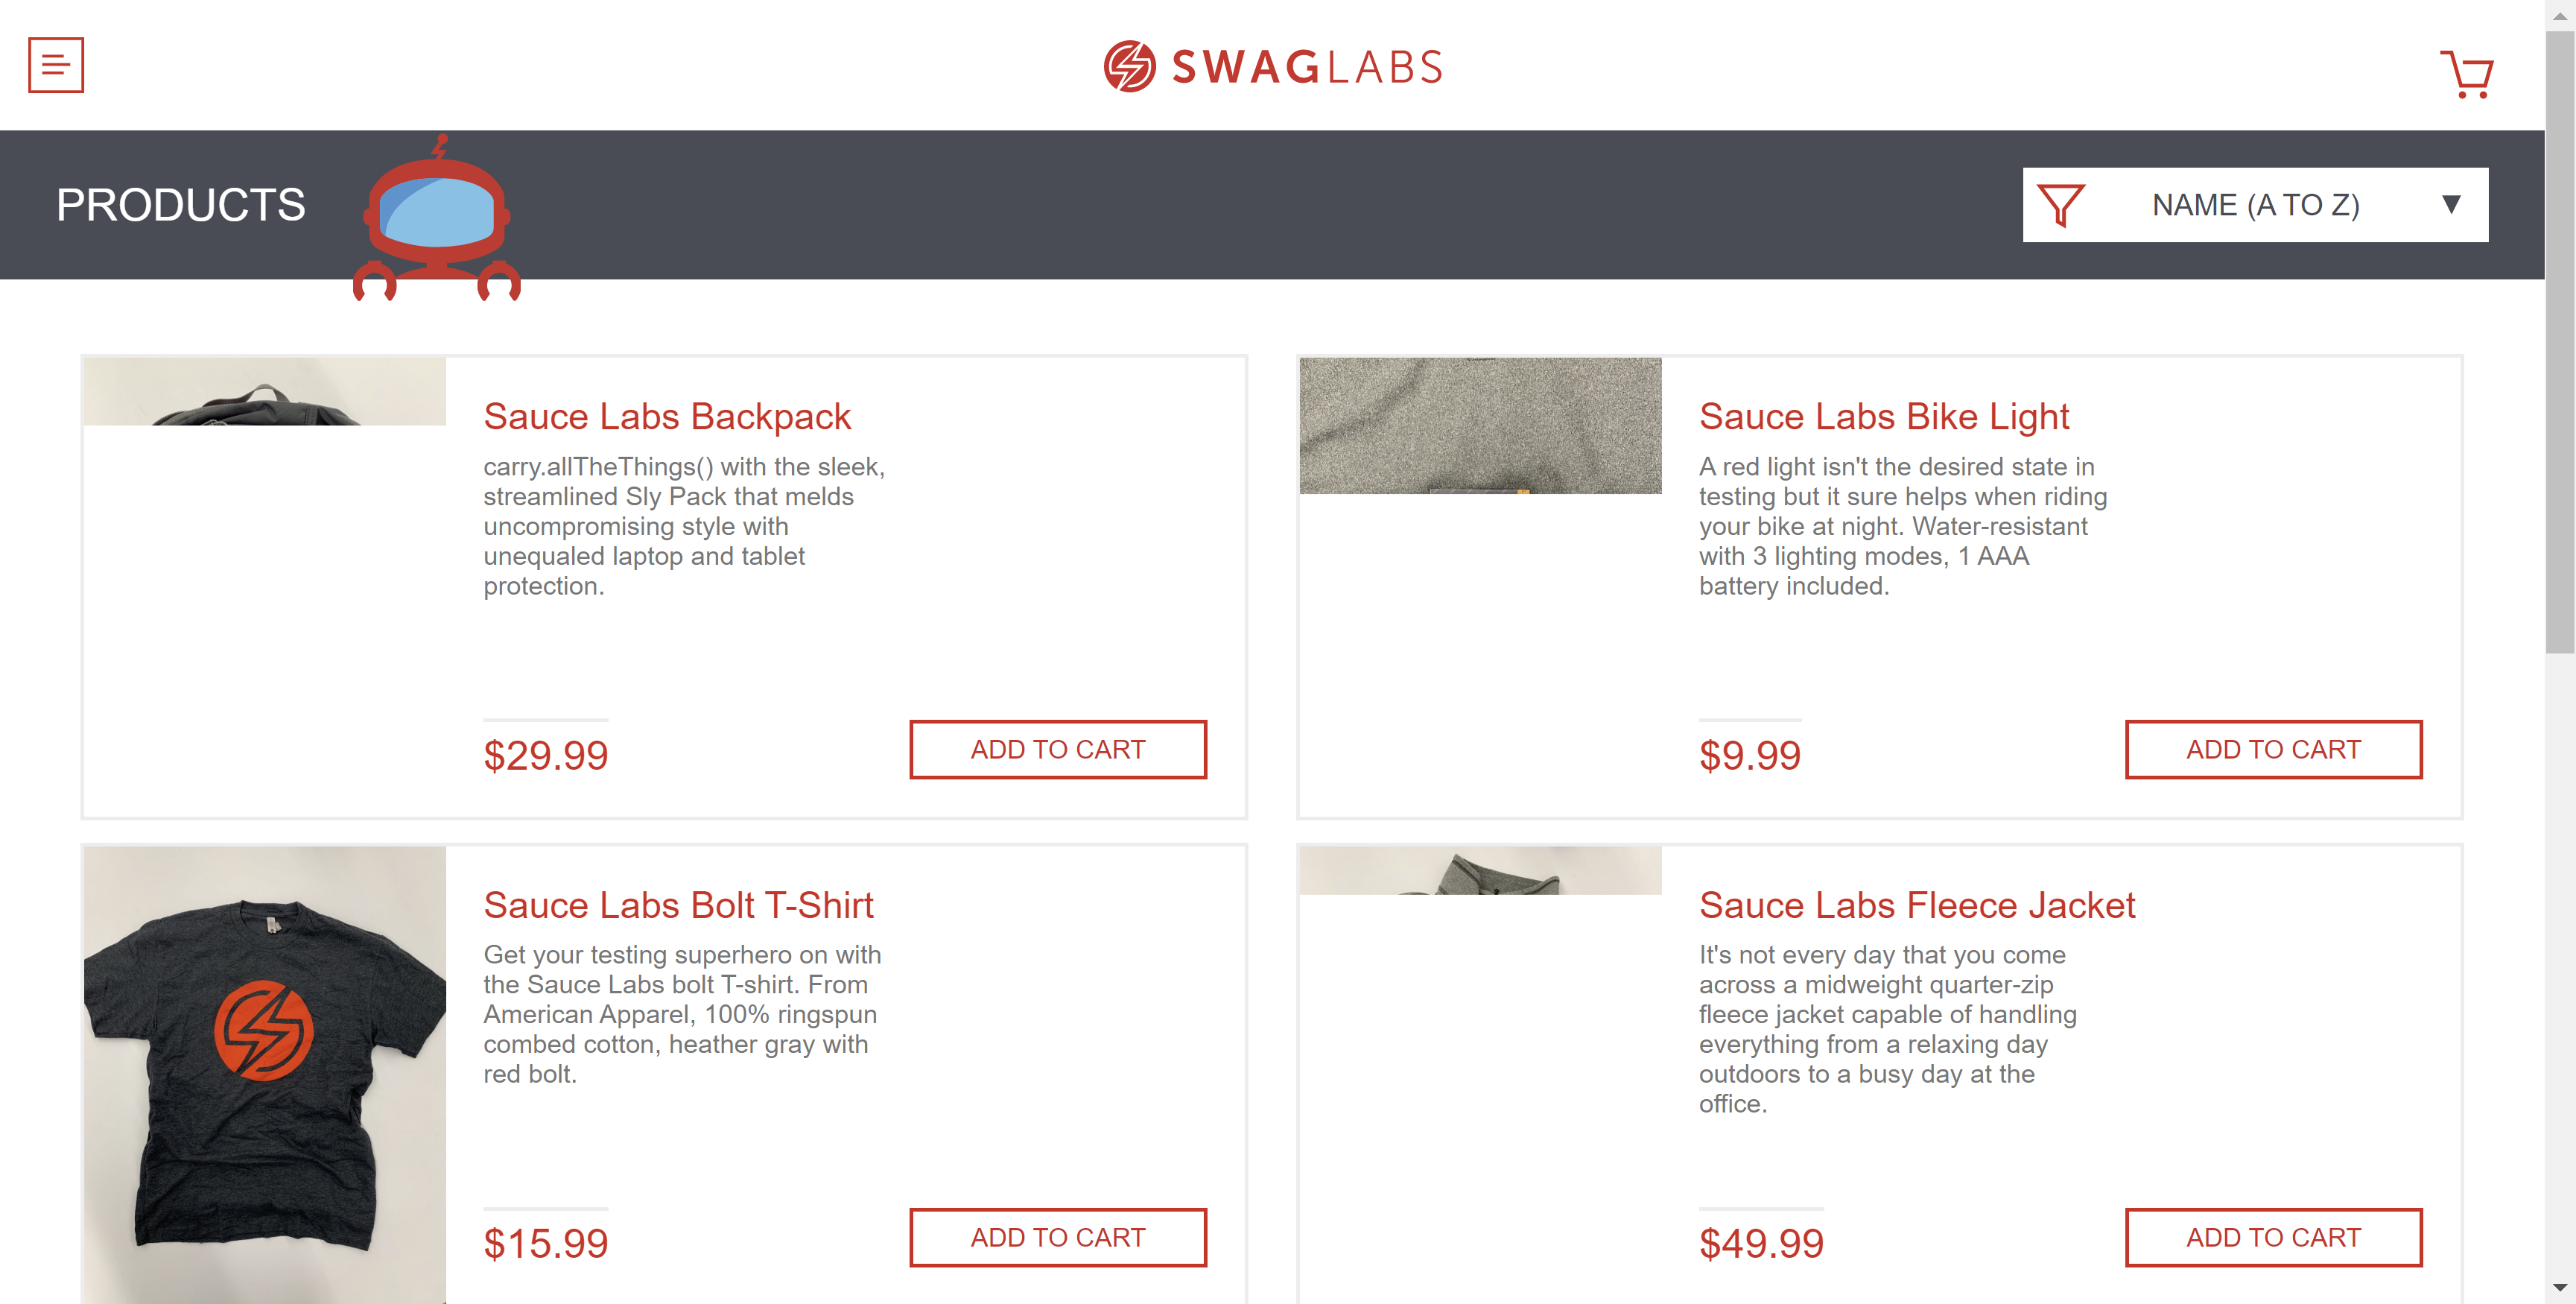 SWAGLABS
PRODUCTS
NAME (A TO Z)
Sauce Labs Backpack
carry.allTheThings() with the sleek,
streamlined Sly Pack that melds
uncompromising style with
unequaled laptop and tablet
protection.
$29.99
ADD TO CART
Sauce Labs Bike Light
A red light isn't the desired state in
testing but it sure helps when riding
your bike at night. Water-resistant
with 3 lighting modes, 1 AAA
battery included.
$9.99
ADD TO CART
Sauce Labs Bolt T-Shirt
Get your testing superhero on with
the Sauce Labs bolt T-shirt. From
American Apparel, 100% ringspun
combed cotton, heather gray with
red bolt.
$15.99
ADD TO CART
Sauce Labs Fleece Jacket
It's not every day that you come
across a midweight quarter-zip
fleece jacket capable of handling
everything from a relaxing day
outdoors to a busy day at the
office.
$49.99
ADD TO CART